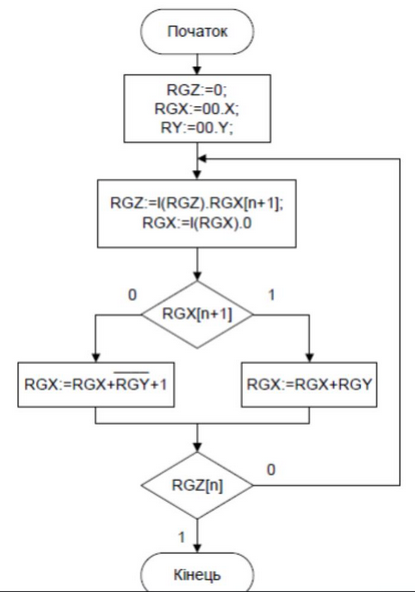 Початок
RGZ:=0;
RGX:=00.X;
RY:=00.Y;
RGZ:=l(RGZ).RGX[n+1];
RGX:=l(RGX).0
0
1
RGX[n+1]
RGX:=RGX+R̅G̅Y̅+1
RGX:=RGX+RGY
0
RGZ[n]
1
Кінець